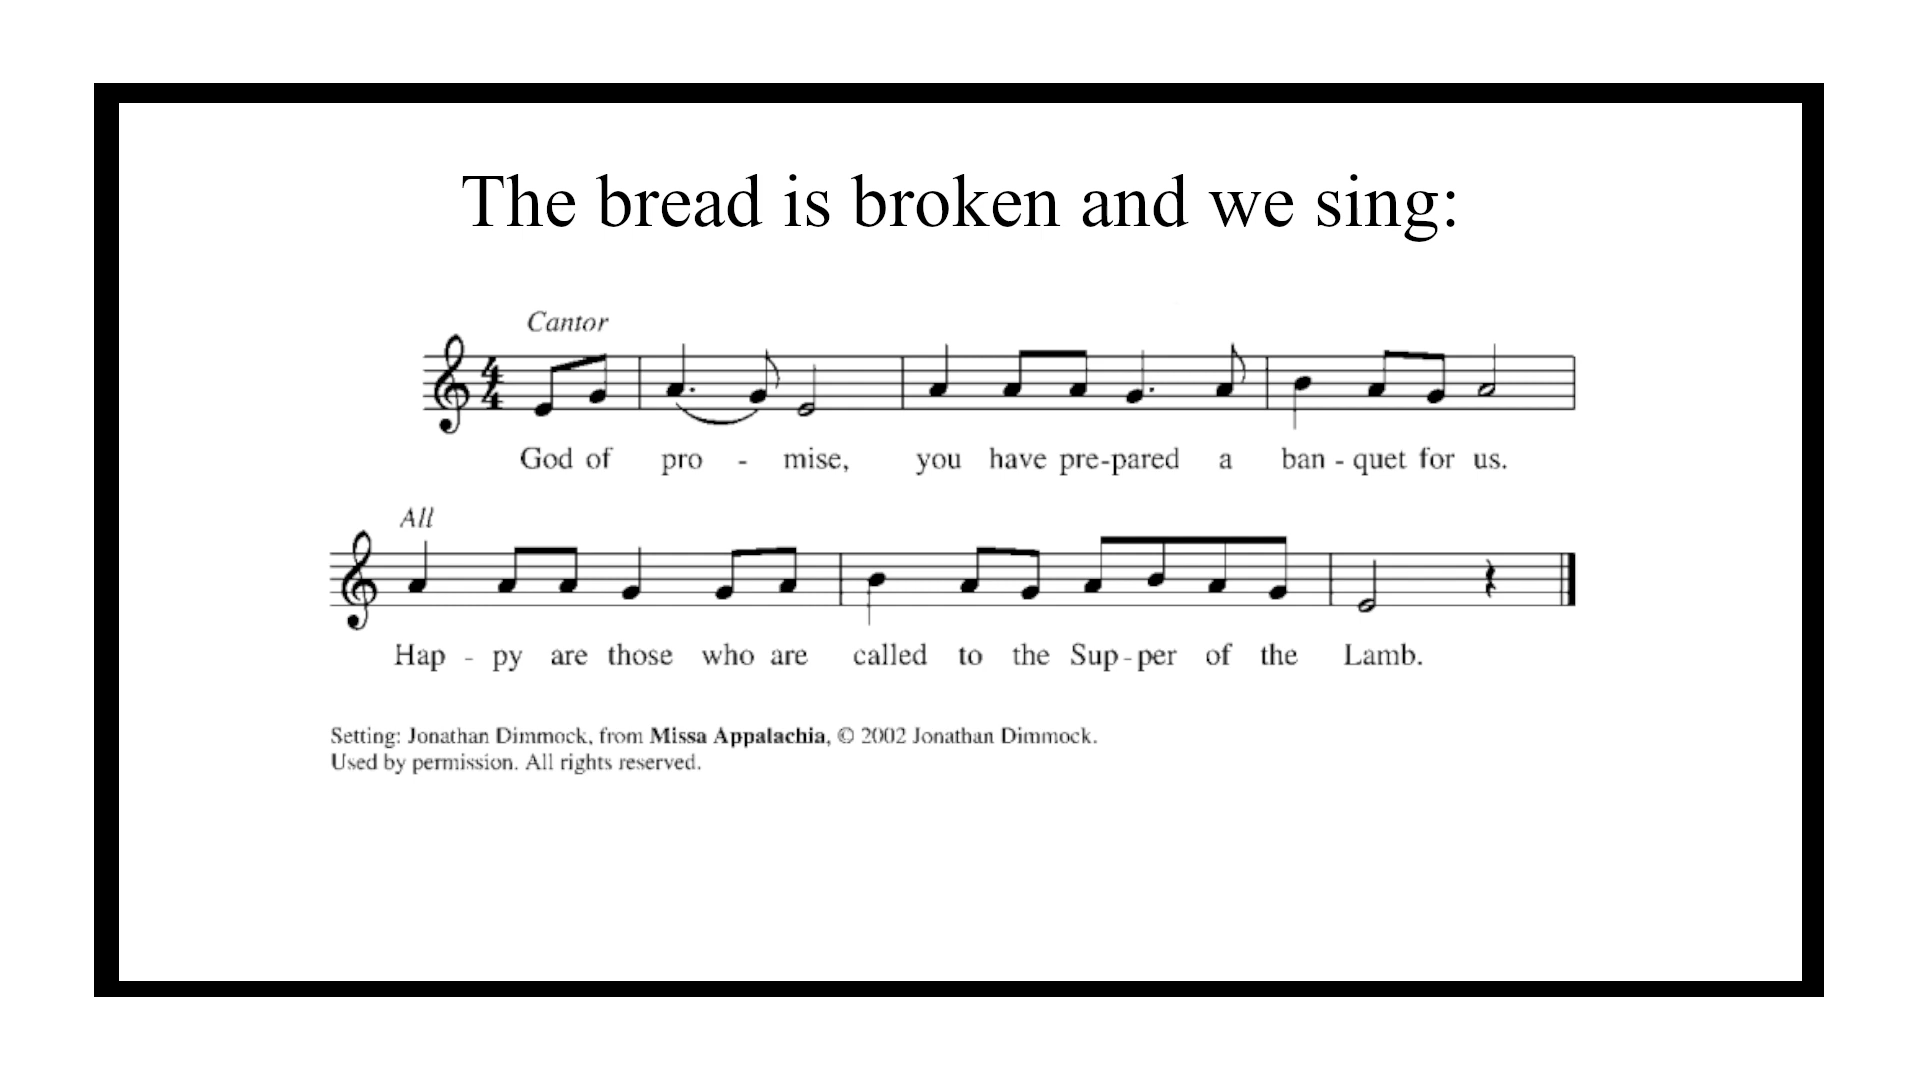 The bread is broken and we sing:
Cantor
God of pro - mise, you have pre-pared a ban - quet for us.
All
Hap - py are those who are called to the Sup - per of the Lamb.
Setting: Jonathan Dimmock, from Missa Appalachia, © 2002 Jonathan Dimmock.
Used by permission. All rights reserved.